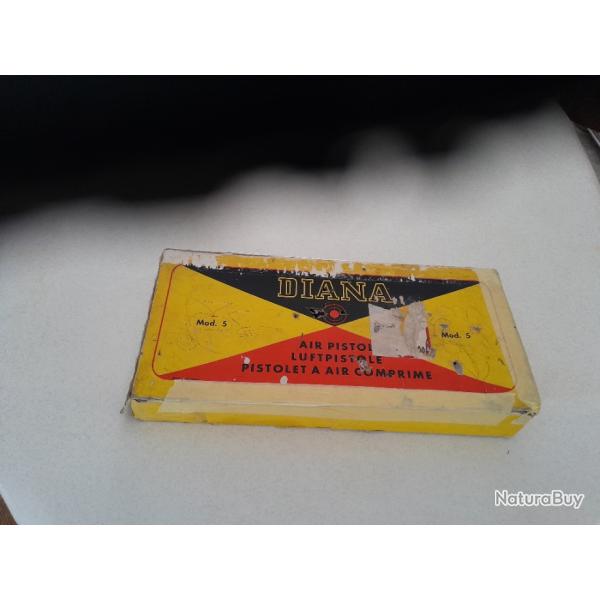 DIANA
Mod. 5
Mod. 5
AIR PISTOL
LUFTPISTOLE
PISTOLET A AIR COMPRIME
NaturaBuy